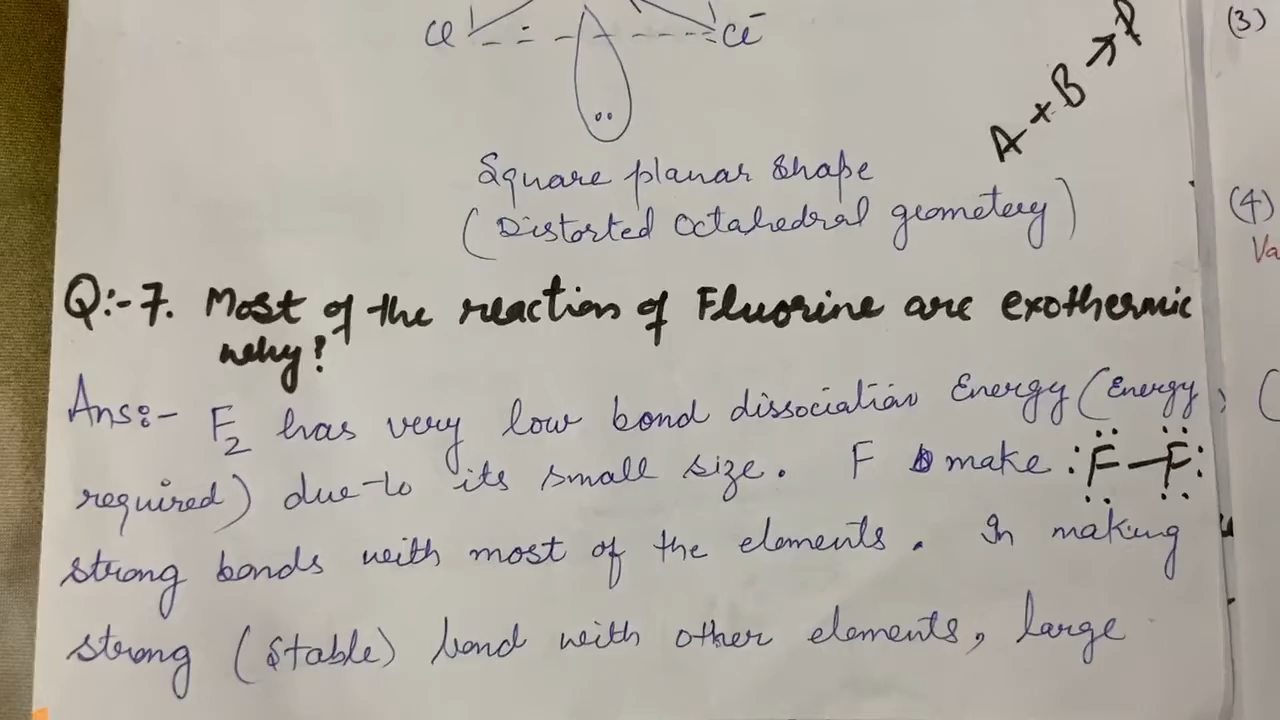 Cl Cl
Square planar shape
(Distorted octahedral geometery)
A + B → P
Q:-7. Most of the reaction of Fluorine are exothermic
why?
Ans:- F2 has very low bond dissociation Energy (Energy
required) due to its small size. F make :F—F:
strong bonds with most of the elements. In making
strong (stable) bond with other elements, large
(3)
(4)
Va
(